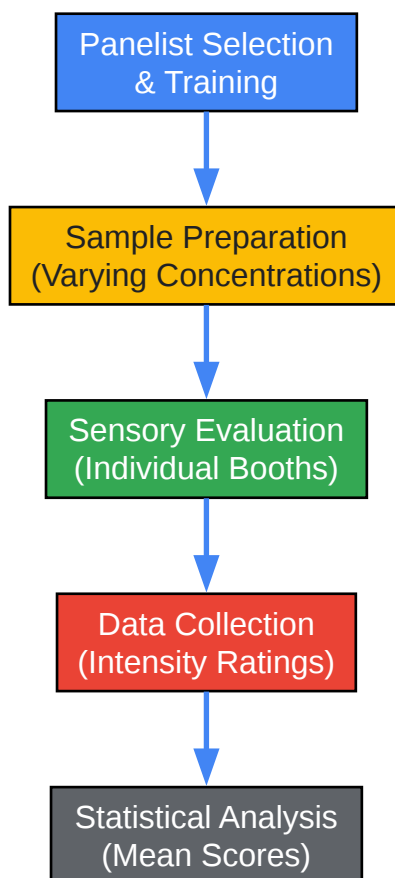 Panelist Selection
& Training
Sample Preparation
(Varying Concentrations)
Sensory Evaluation
(Individual Booths)
Data Collection
(Intensity Ratings)
Statistical Analysis
(Mean Scores)